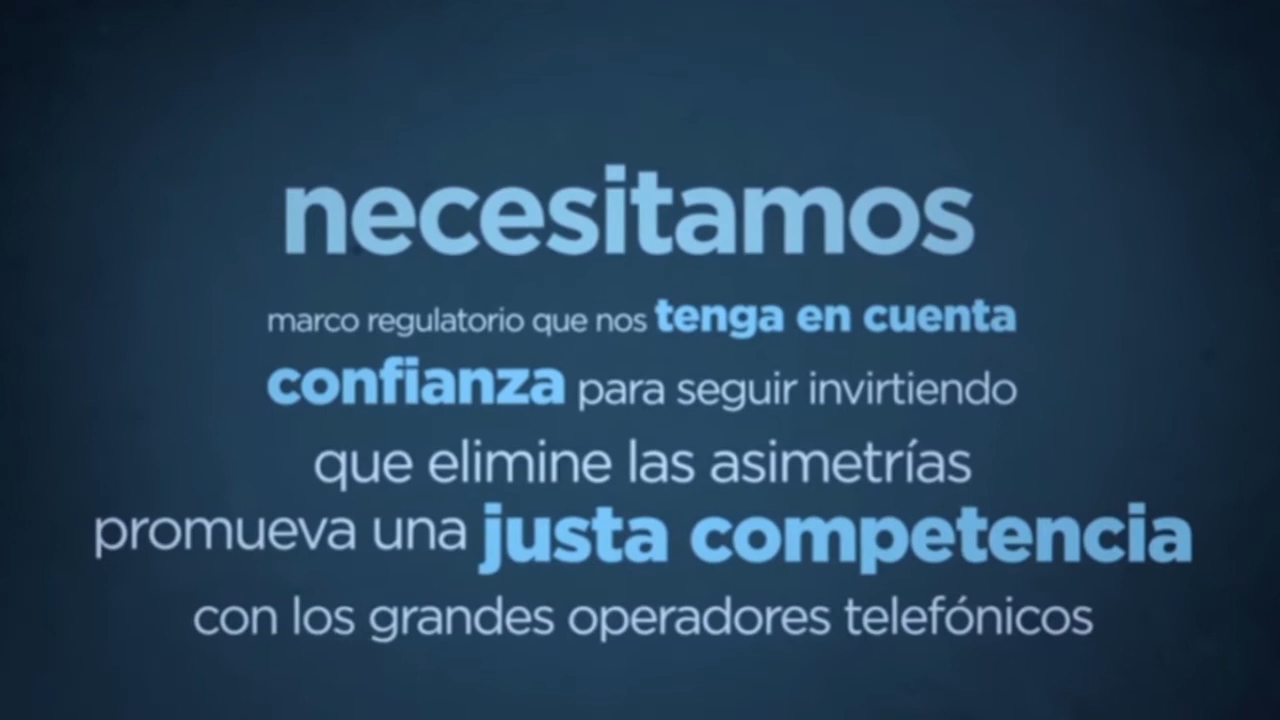 necesitamos
marco regulatorio que nos tenga en cuenta
confianza para seguir invirtiendo
que elimine las asimetrías
promueva una justa competencia
con los grandes operadores telefónicos